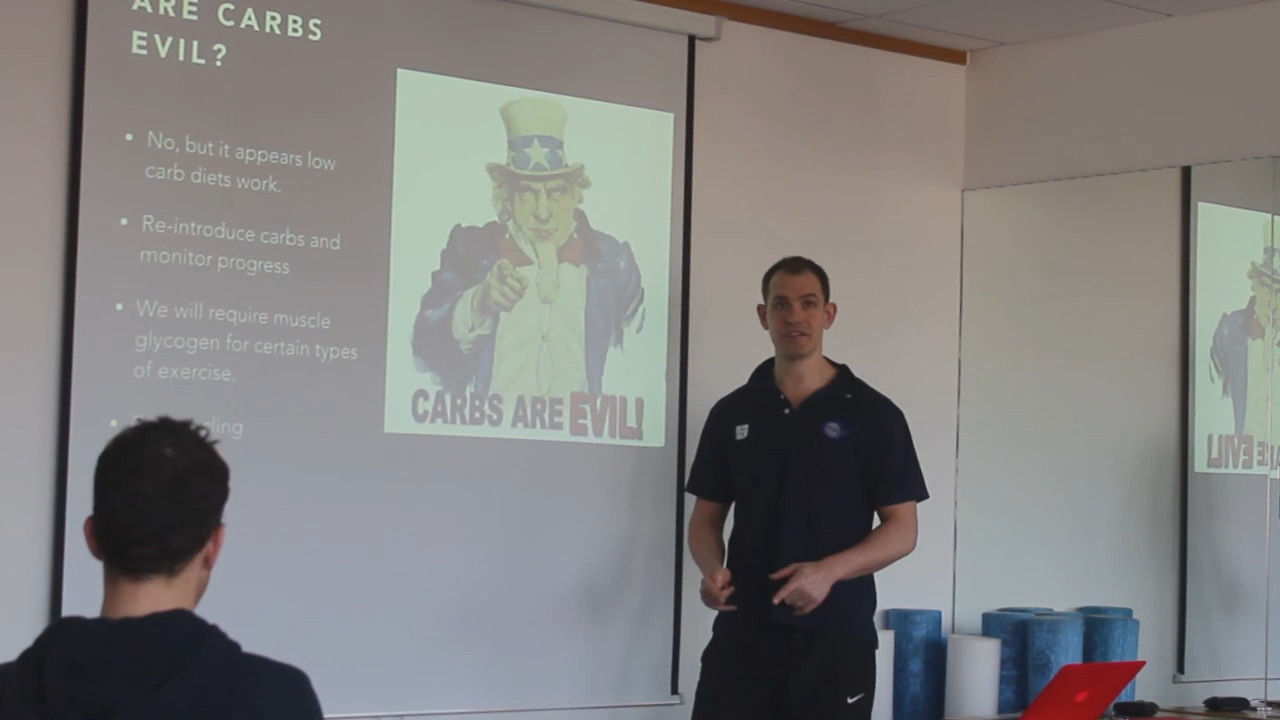 ARE CARBS
EVIL?
• No, but it appears low
carb diets work.
• Re-introduce carbs and
monitor progress
• We will require muscle
glycogen for certain types
of exercise.
CARBS ARE EVIL!